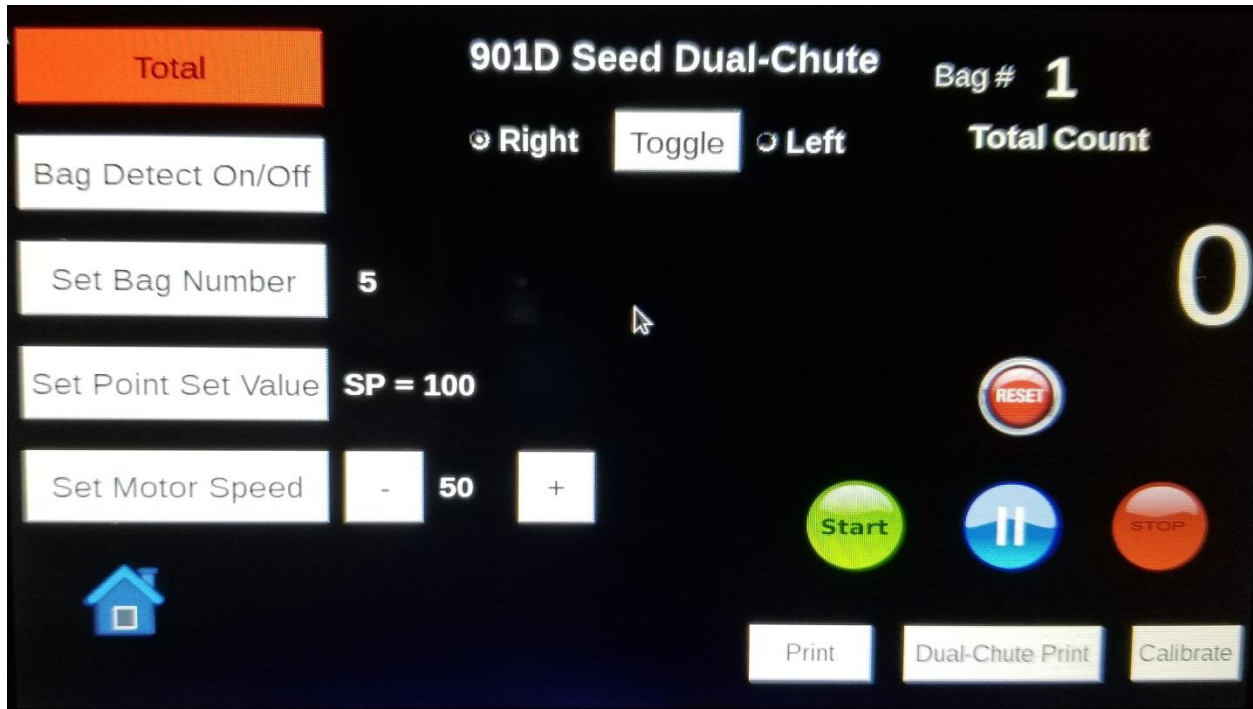 Total
901D Seed Dual-Chute
Bag # 1
Right
Toggle
Left
Total Count
Bag Detect On/Off
0
Set Bag Number
5
Set Point Set Value
SP = 100
RESET
Set Motor Speed
-
50
+
Start
STOP
Print
Dual-Chute Print
Calibrate